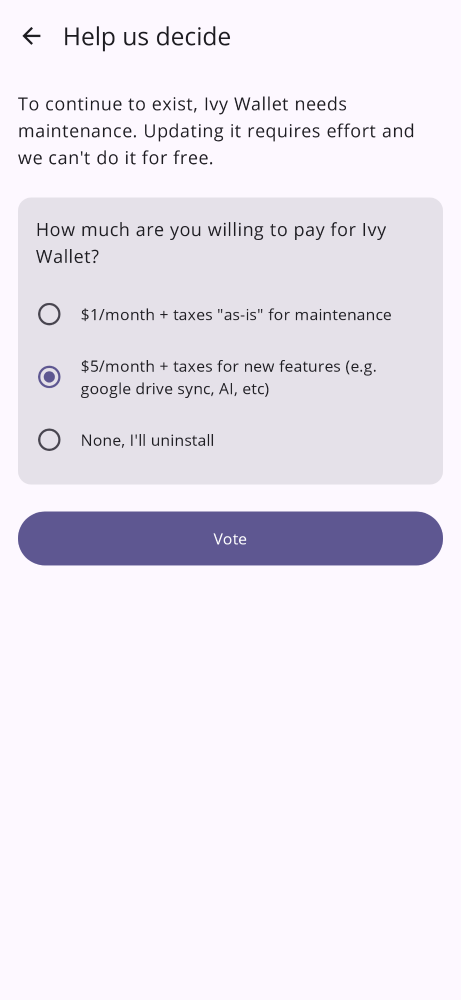 Help us decide
To continue to exist, Ivy Wallet needs
maintenance. Updating it requires effort and
we can't do it for free.
How much are you willing to pay for Ivy
Wallet?
$1/month + taxes "as-is" for maintenance
$5/month + taxes for new features (e.g.
google drive sync, AI, etc)
None, I'll uninstall
Vote